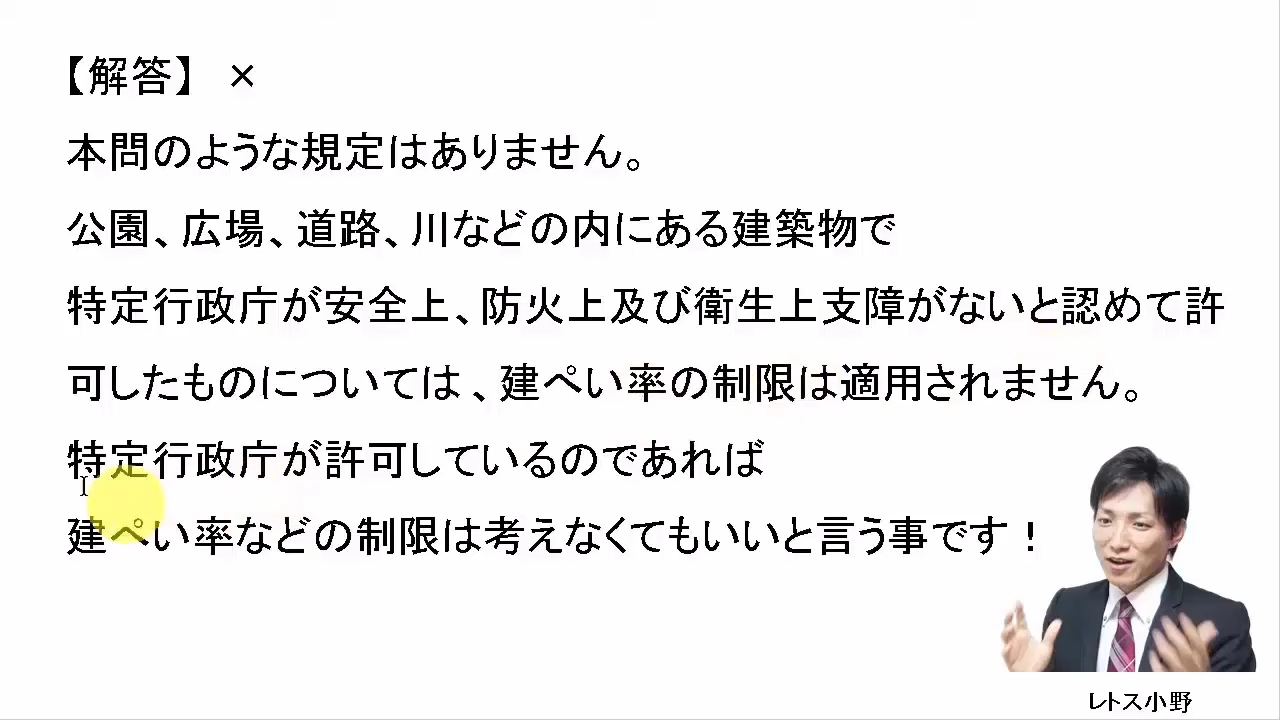 【解答】 ×
本問のような規定はありません。
公園、広場、道路、川などの内にある建築物で
特定行政庁が安全上、防火上及び衛生上支障がないと認めて許
可したものについては、建ぺい率の制限は適用されません。
特定行政庁が許可しているのであれば
建ぺい率などの制限は考えなくてもいいと言う事です！
レトス小野